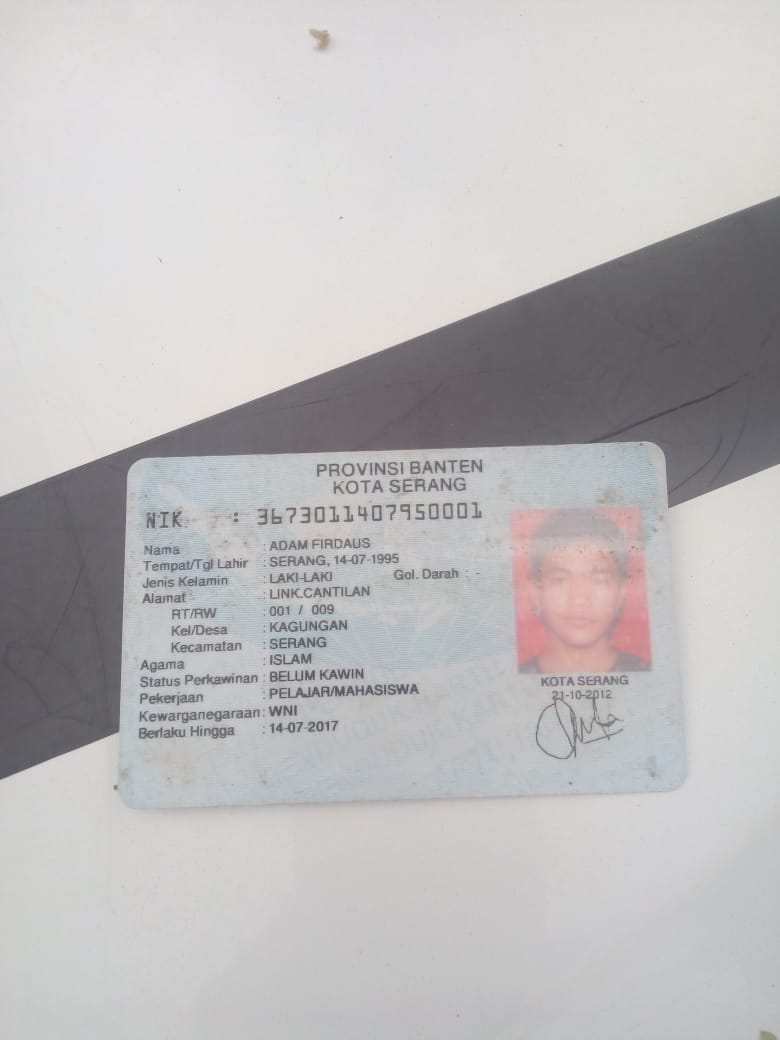 PROVINSI BANTEN
KOTA SERANG
NIK : 3673011407950001
Nama : ADAM FIRDAUS
Tempat/Tgl Lahir : SERANG, 14-07-1995
Jenis Kelamin : LAKI-LAKI Gol. Darah : -
Alamat : LINK.CANTILAN
RT/RW : 001 / 009
Kel/Desa : KAGUNGAN
Kecamatan : SERANG
Agama : ISLAM
Status Perkawinan : BELUM KAWIN
Pekerjaan : PELAJAR/MAHASISWA
Kewarganegaraan : WNI
Berlaku Hingga : 14-07-2017
KOTA SERANG
21-10-2012